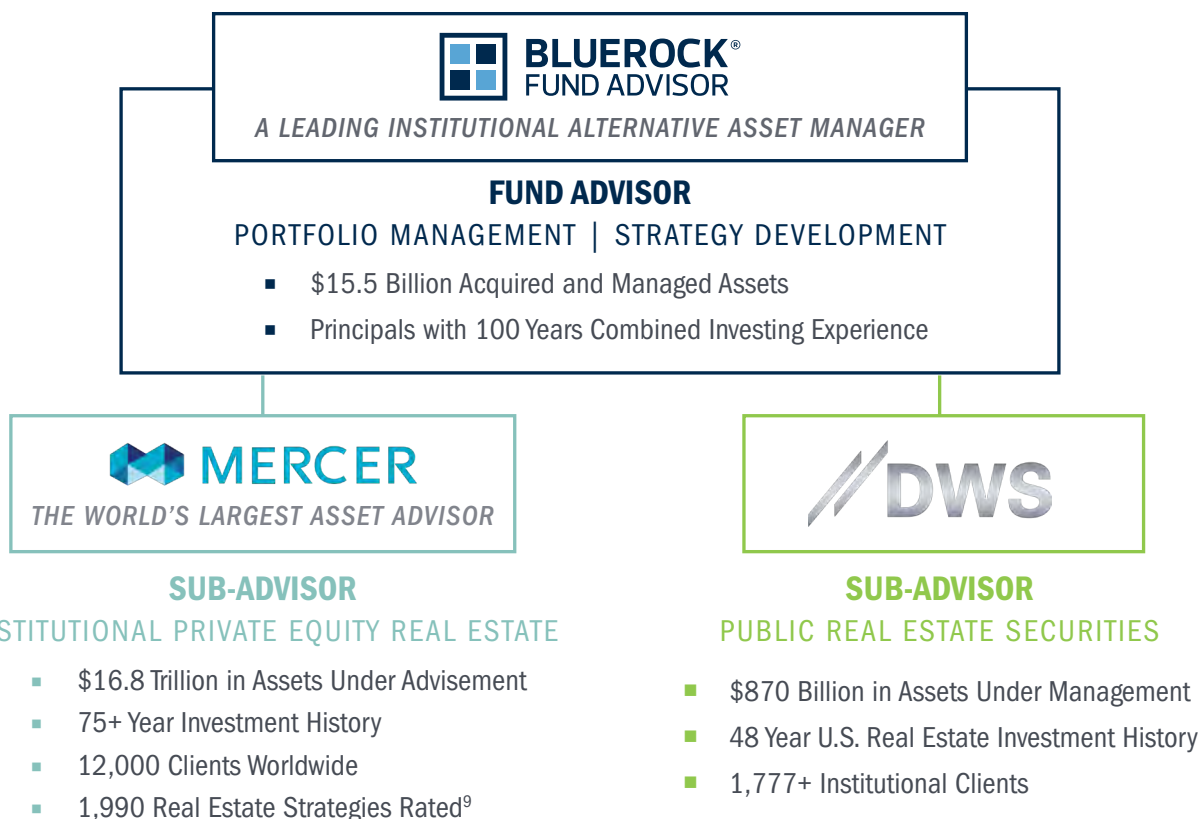 BLUEROCK®
FUND ADVISOR
A LEADING INSTITUTIONAL ALTERNATIVE ASSET MANAGER
FUND ADVISOR
PORTFOLIO MANAGEMENT | STRATEGY DEVELOPMENT
▪ $15.5 Billion Acquired and Managed Assets
▪ Principals with 100 Years Combined Investing Experience
MERCER
THE WORLD'S LARGEST ASSET ADVISOR
SUB-ADVISOR
STITUTIONAL PRIVATE EQUITY REAL ESTATE
▪ $16.8 Trillion in Assets Under Advisement
▪ 75+ Year Investment History
▪ 12,000 Clients Worldwide
▪ 1,990 Real Estate Strategies Rated⁹
DWS
SUB-ADVISOR
PUBLIC REAL ESTATE SECURITIES
▪ $870 Billion in Assets Under Management
▪ 48 Year U.S. Real Estate Investment History
▪ 1,777+ Institutional Clients